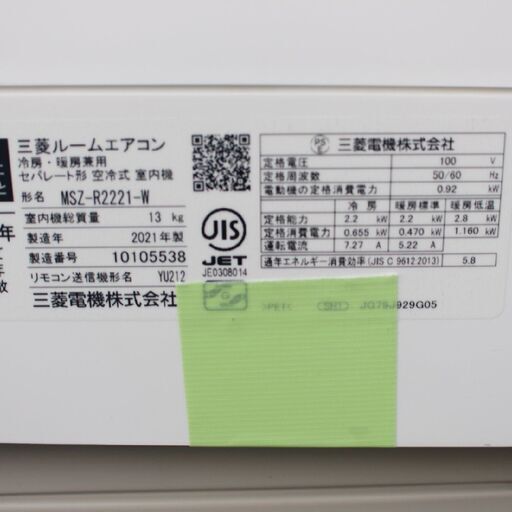 三菱ルームエアコン
冷房・暖房兼用
セパレート形 空冷式 室内機
形名 MSZ-R2221-W
室内機総質量 13 kg
製造年 2021年製
製造番号 10105538
リモコン送信機形名 YU212
三菱電機株式会社
年
JIS
JET
JE0308014
PS
三菱電機株式会社
定格電圧 100 V
定格周波数 50/60 Hz
電動機の定格消費電力 0.92 kW
冷 房 暖房標準 暖房低温
定格能力 2.2 kW 2.2 kW 2.8 kW
定格消費電力 0.655 kW 0.470 kW 1.160 kW
運転電流 7.27 A 5.22 A
通年エネルギー消費効率(JIS C 9612:2013) 5.8
JG79J929G05